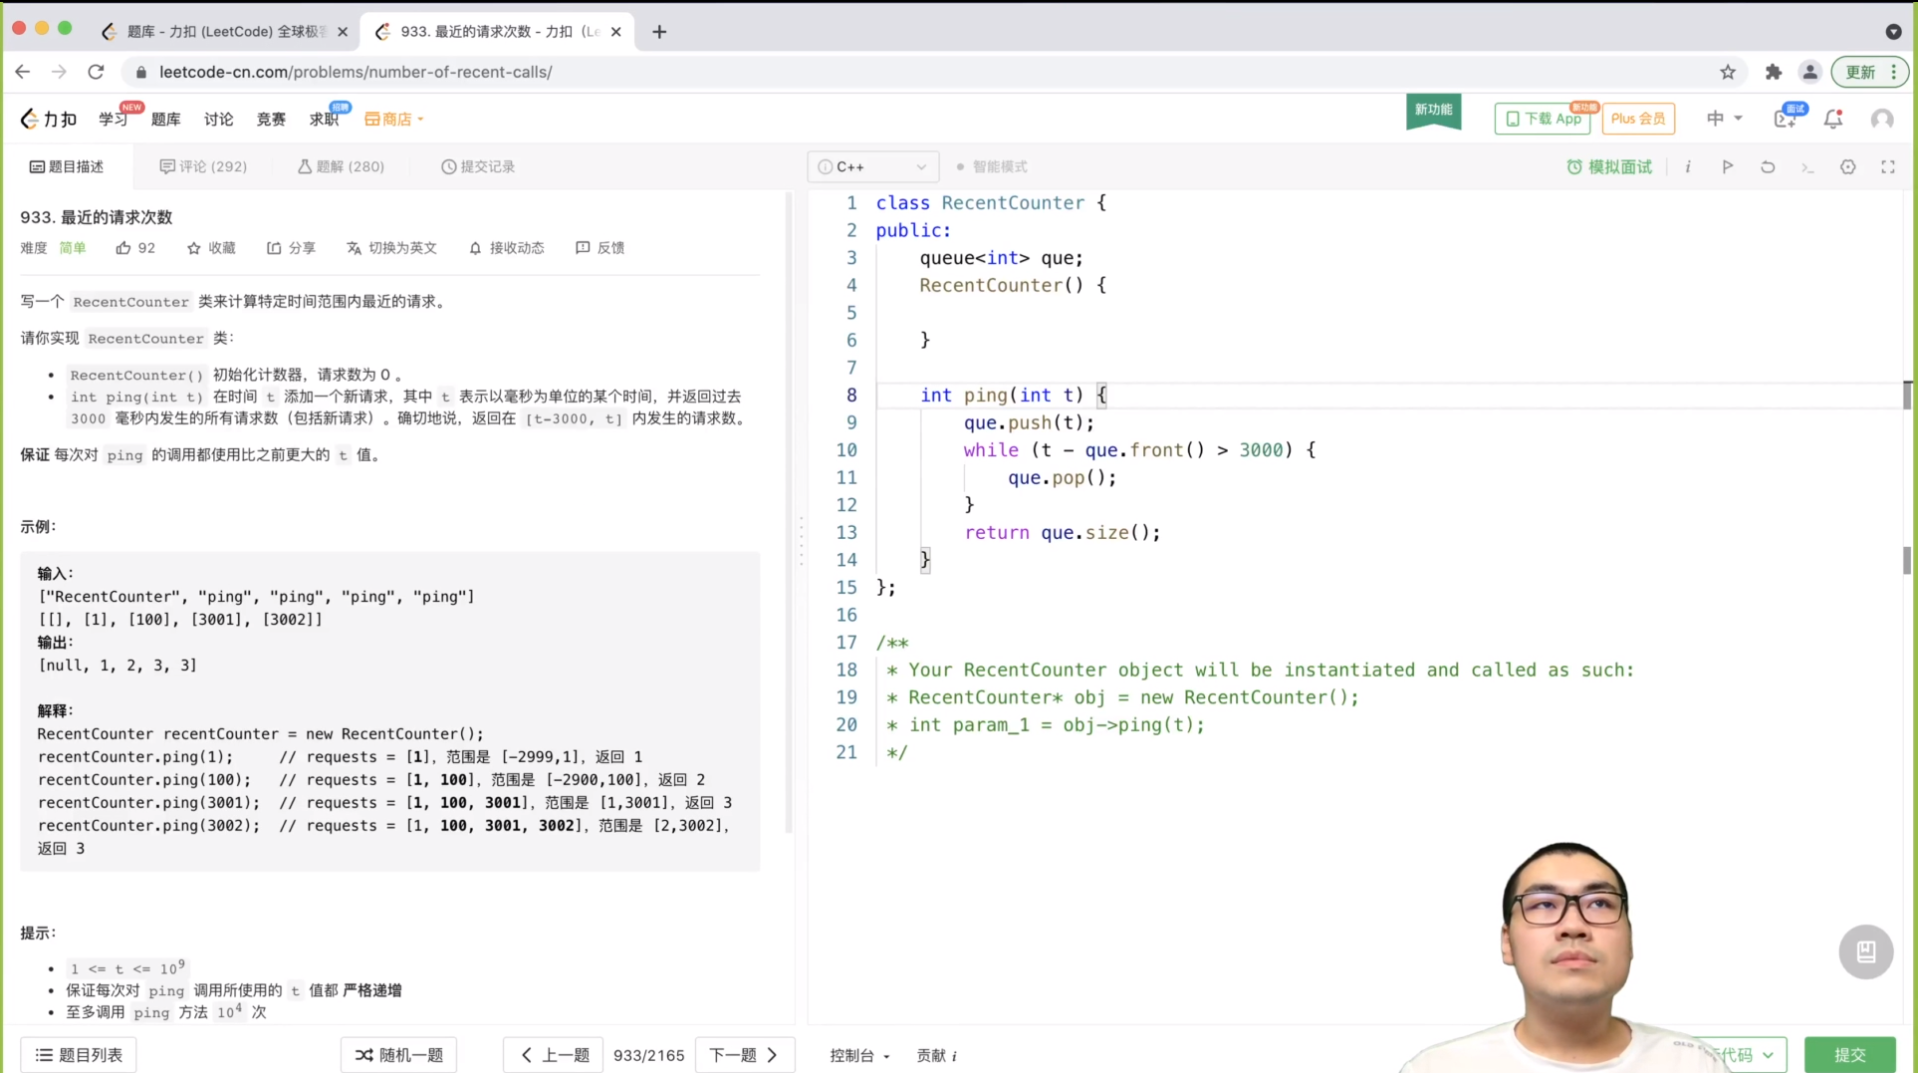 题库 - 力扣 (LeetCode) 全球极客
933. 最近的请求次数 - 力扣 (Le
leetcode-cn.com/problems/number-of-recent-calls/
更新
力扣
学习
NEW
题库
讨论
竞赛
求职
招聘
商店
新功能
下载 App
新功能
Plus 会员
中
面试
题目描述
评论 (292)
题解 (280)
提交记录
C++
智能模式
模拟面试
933. 最近的请求次数
难度 简单 92 收藏 分享 切换为英文 接收动态 反馈
写一个 RecentCounter 类来计算特定时间范围内最近的请求。
请你实现 RecentCounter 类：
• RecentCounter() 初始化计数器，请求数为 0 。
• int ping(int t) 在时间 t 添加一个新请求，其中 t 表示以毫秒为单位的某个时间，并返回过去
3000 毫秒内发生的所有请求数（包括新请求）。确切地说，返回在 [t-3000, t] 内发生的请求数。
保证 每次对 ping 的调用都使用比之前更大的 t 值。
示例：
输入：
["RecentCounter", "ping", "ping", "ping", "ping"]
[[], [1], [100], [3001], [3002]]
输出：
[null, 1, 2, 3, 3]
解释：
RecentCounter recentCounter = new RecentCounter();
recentCounter.ping(1);     // requests = [1]，范围是 [-2999,1]，返回 1
recentCounter.ping(100);   // requests = [1, 100]，范围是 [-2900,100]，返回 2
recentCounter.ping(3001);  // requests = [1, 100, 3001]，范围是 [1,3001]，返回 3
recentCounter.ping(3002);  // requests = [1, 100, 3001, 3002]，范围是 [2,3002]，
返回 3
提示：
• 1 <= t <= 10⁹
• 保证每次对 ping 调用所使用的 t 值都 严格递增
• 至多调用 ping 方法 10⁴ 次
1 class RecentCounter {
2 public:
3     queue<int> que;
4     RecentCounter() {
5
6     }
7
8     int ping(int t) {
9         que.push(t);
10         while (t - que.front() > 3000) {
11             que.pop();
12         }
13         return que.size();
14     }
15 };
16
17 /**
18  * Your RecentCounter object will be instantiated and called as such:
19  * RecentCounter* obj = new RecentCounter();
20  * int param_1 = obj->ping(t);
21  */
题目列表
随机一题
上一题
933/2165
下一题
控制台
贡献 i
代码
提交